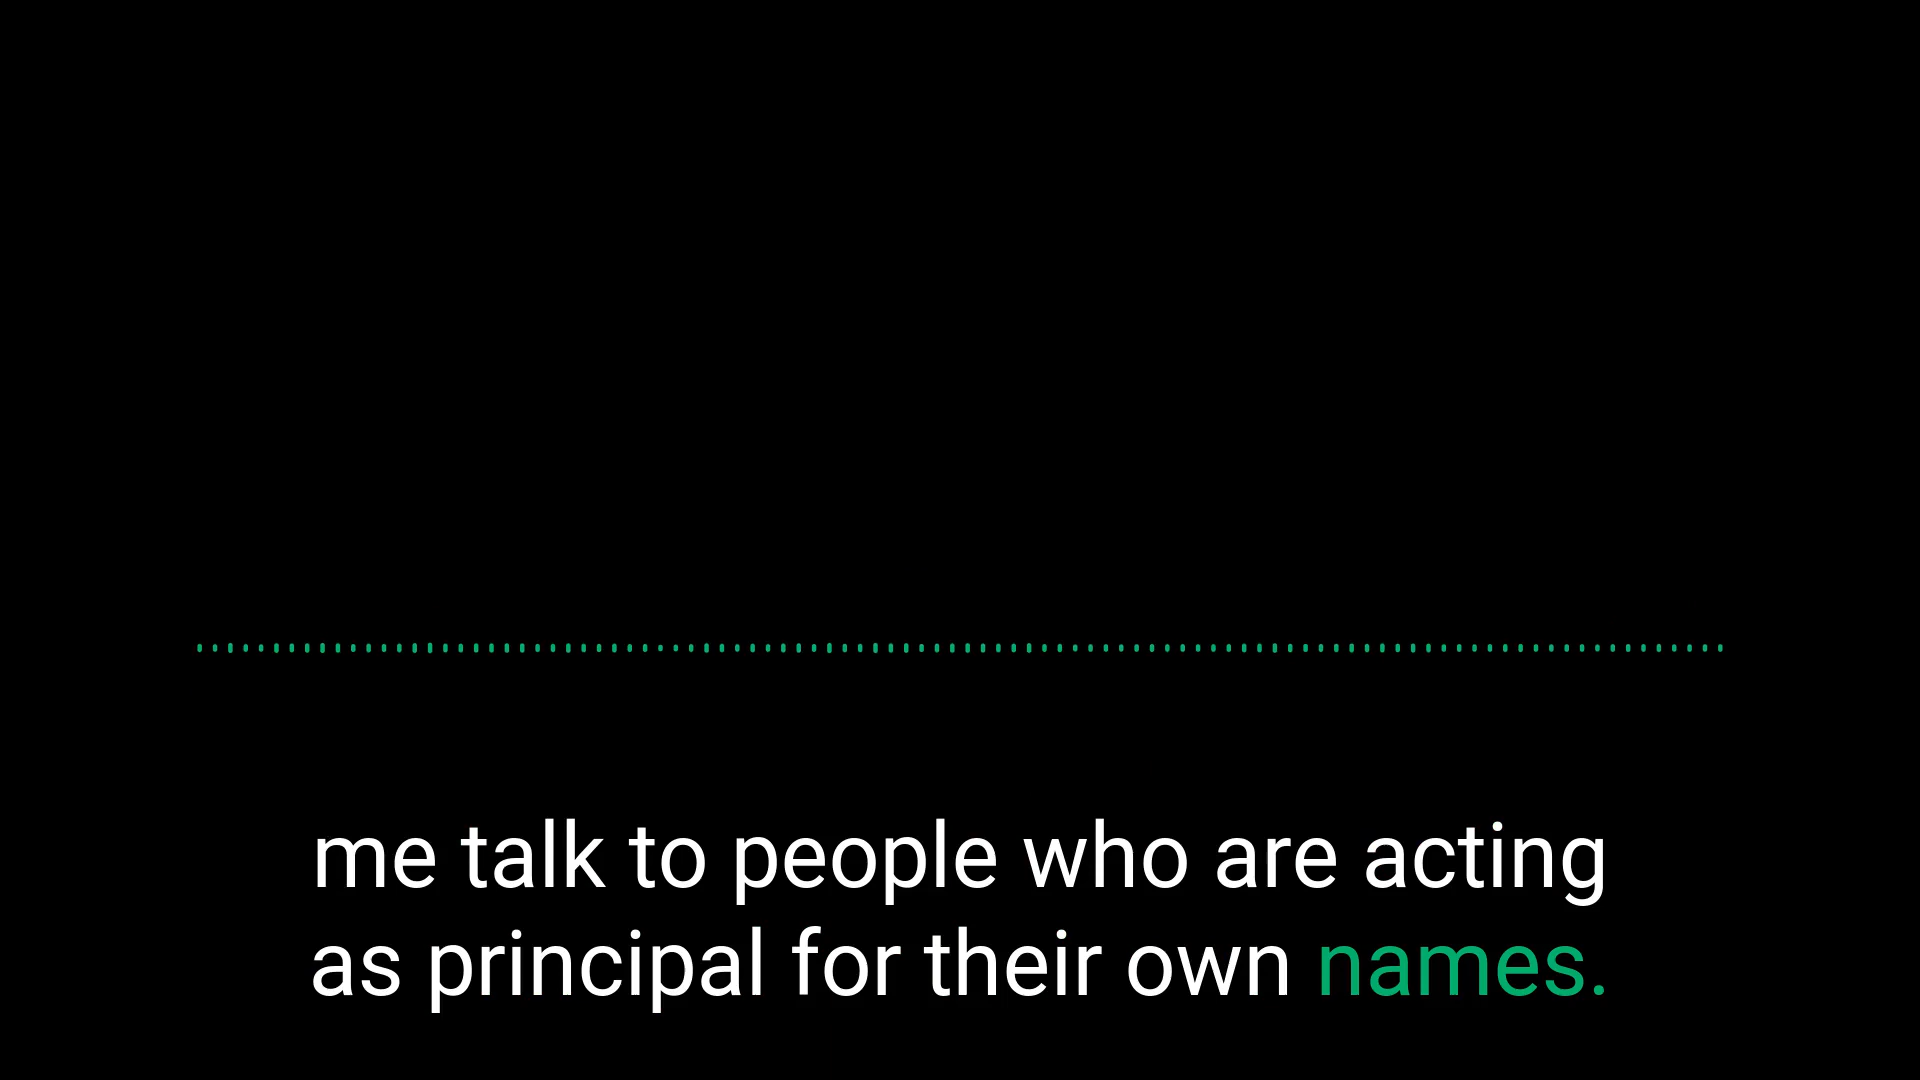 me talk to people who are acting
as principal for their own names.